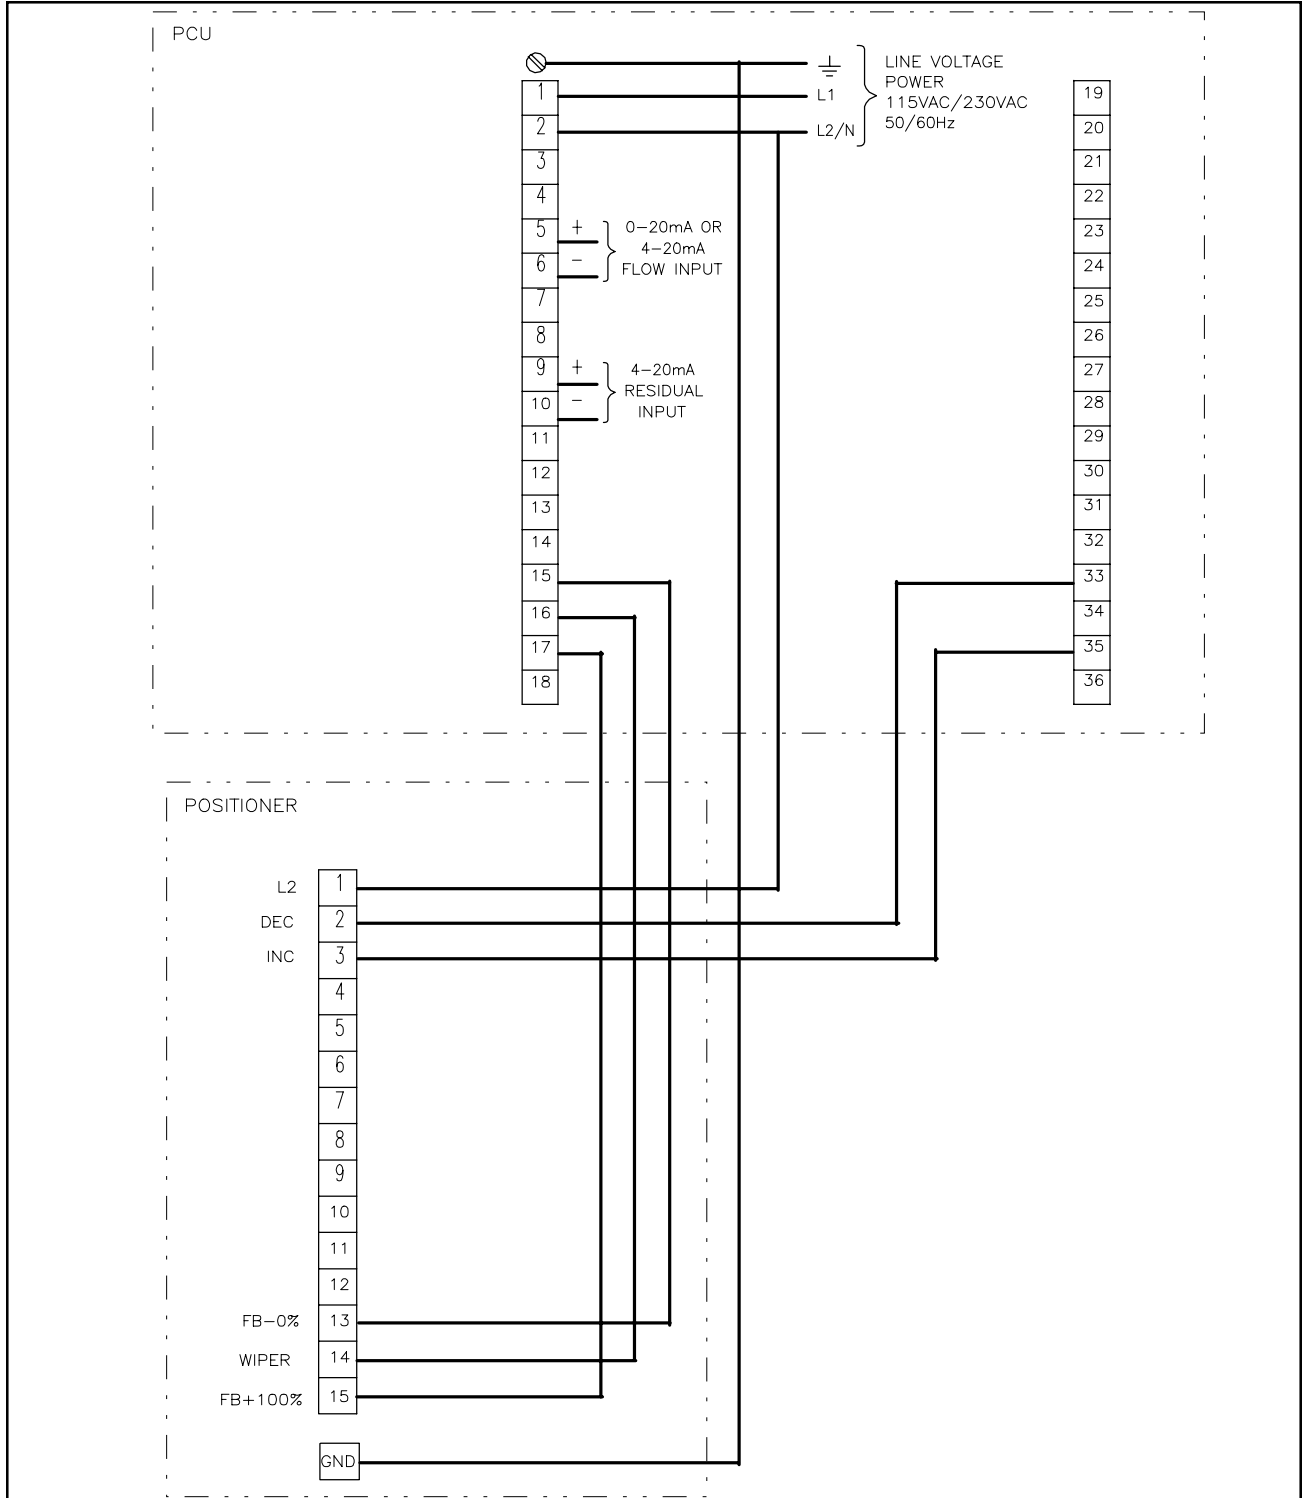 PCU
LINE VOLTAGE
POWER
115VAC/230VAC
50/60Hz
L1
L2/N
1
2
3
4
5
6
7
8
9
10
11
12
13
14
15
16
17
18
+
−
0−20mA OR
4−20mA
FLOW INPUT
+
−
4−20mA
RESIDUAL
INPUT
19
20
21
22
23
24
25
26
27
28
29
30
31
32
33
34
35
36
POSITIONER
L2 1
DEC 2
INC 3
4
5
6
7
8
9
10
11
12
FB−0% 13
WIPER 14
FB+100% 15
GND